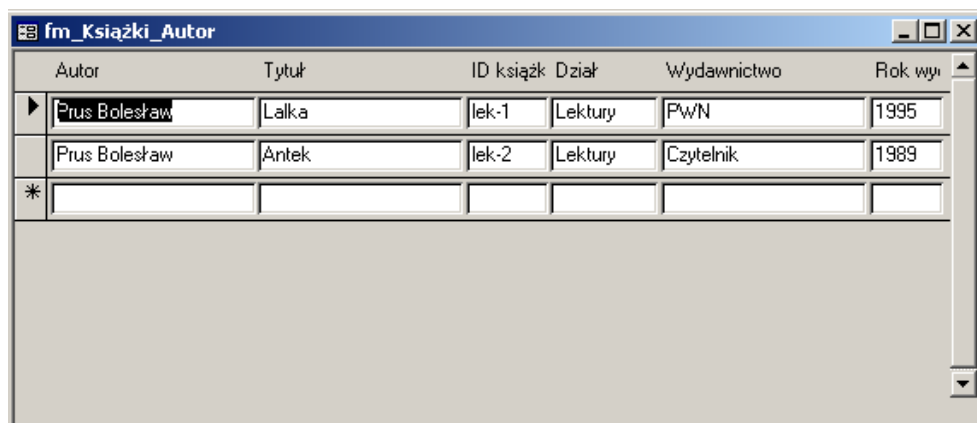 fm_Książki_Autor
Autor Tytuł ID książk Dział Wydawnictwo Rok wyd
Prus Bolesław Lalka lek-1 Lektury PWN 1995
Prus Bolesław Antek lek-2 Lektury Czytelnik 1989